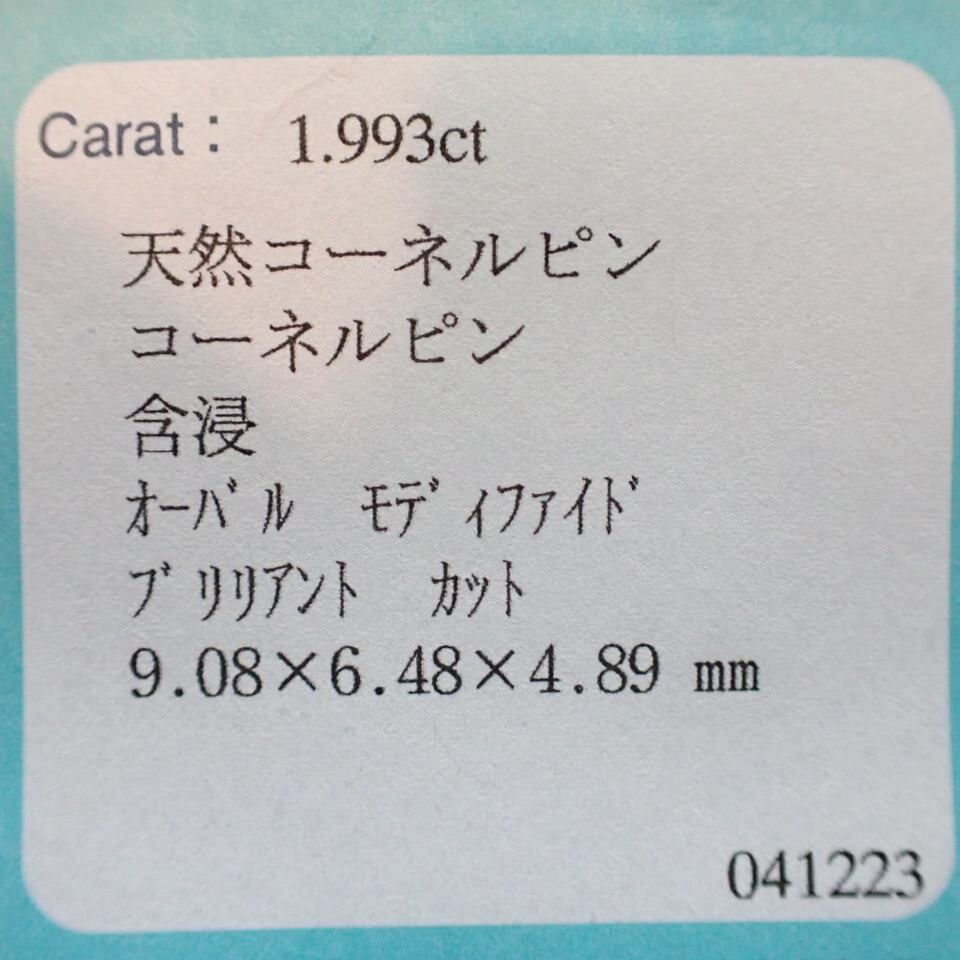 Carat： 1.993ct
天然コーネルピン
コーネルピン
含浸
ｵｰﾊﾞﾙ ﾓﾃﾞｨﾌｧｲﾄﾞ
ﾌﾞﾘﾘｱﾝﾄ ｶｯﾄ
9.08×6.48×4.89 mm
041223